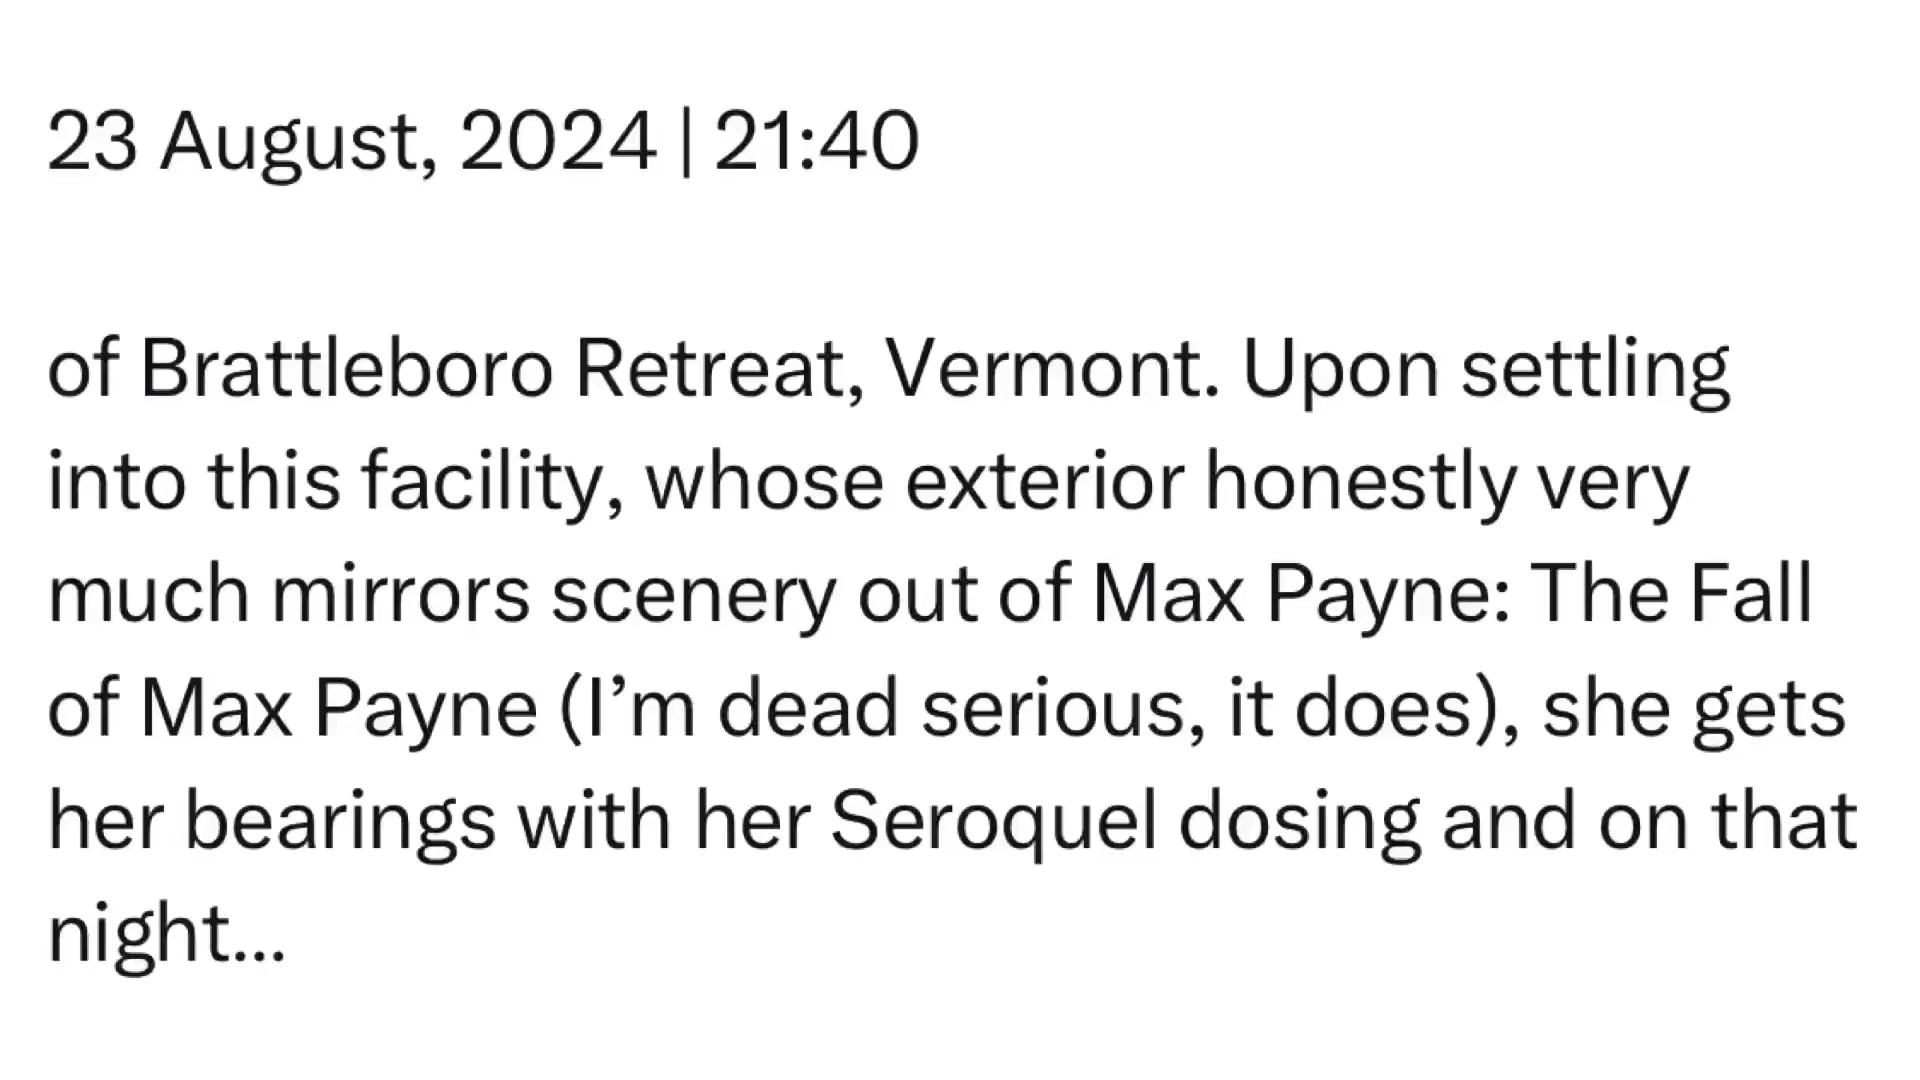 23 August, 2024 | 21:40
of Brattleboro Retreat, Vermont. Upon settling
into this facility, whose exterior honestly very
much mirrors scenery out of Max Payne: The Fall
of Max Payne (I’m dead serious, it does), she gets
her bearings with her Seroquel dosing and on that
night...